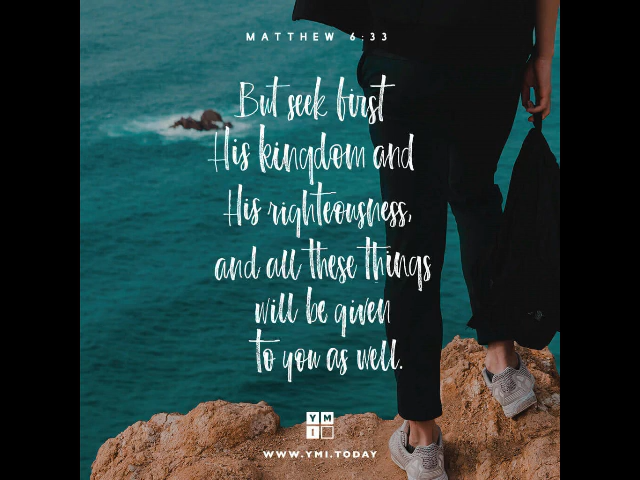 MATTHEW 6:33
But seek first
His kingdom and
His righteousness,
and all these things
will be given
to you as well.
Y M
I
WWW.YMI.TODAY